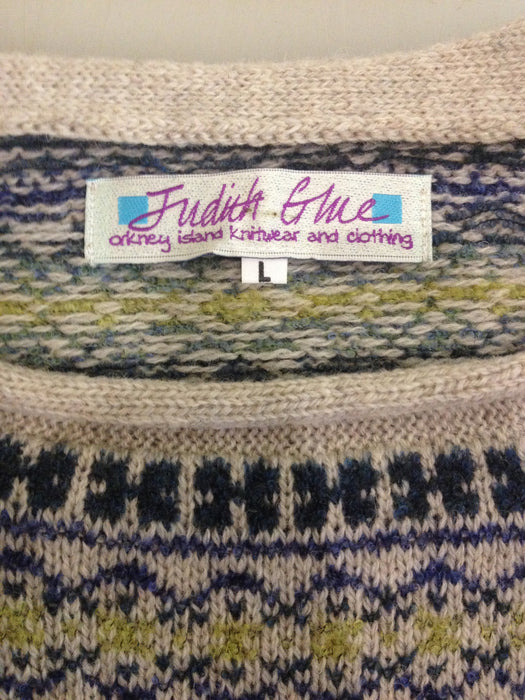 Judith Glue
orkney island knitwear and clothing
L